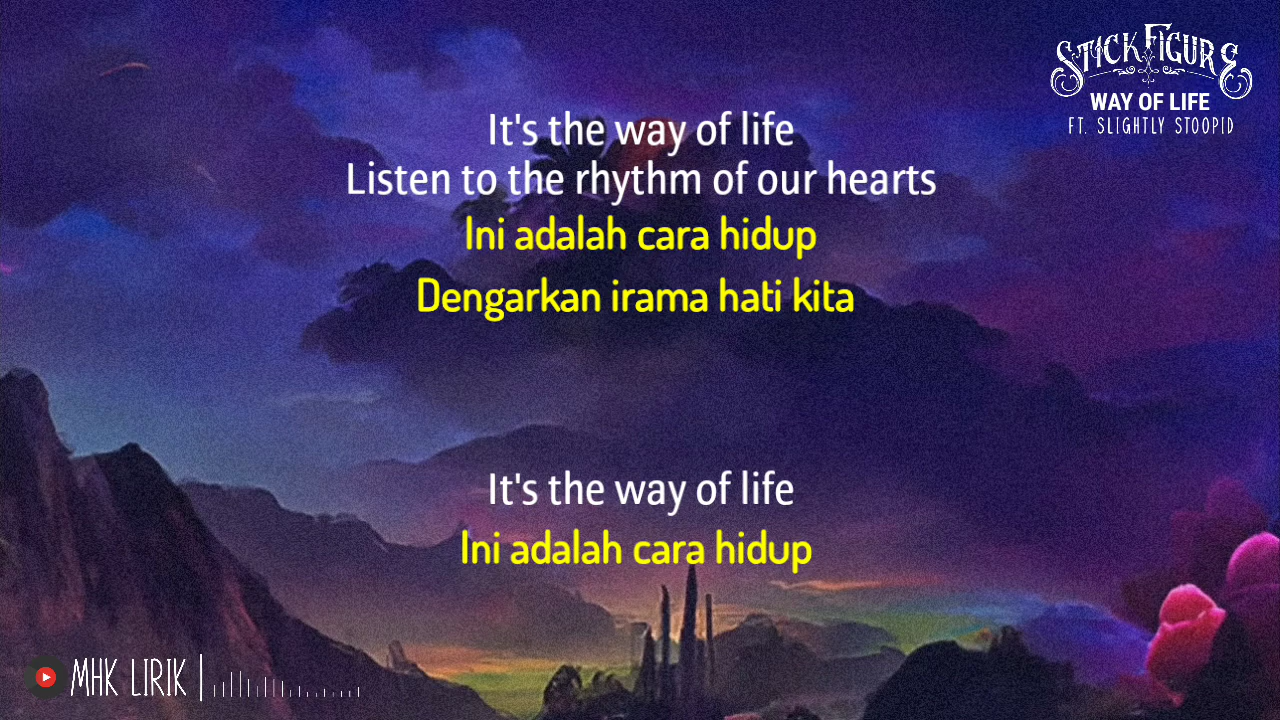 STICK FIGURE
WAY OF LIFE
FT. SLIGHTLY STOOPID
It's the way of life
Listen to the rhythm of our hearts
Ini adalah cara hidup
Dengarkan irama hati kita
It's the way of life
Ini adalah cara hidup
MHK LIRIK